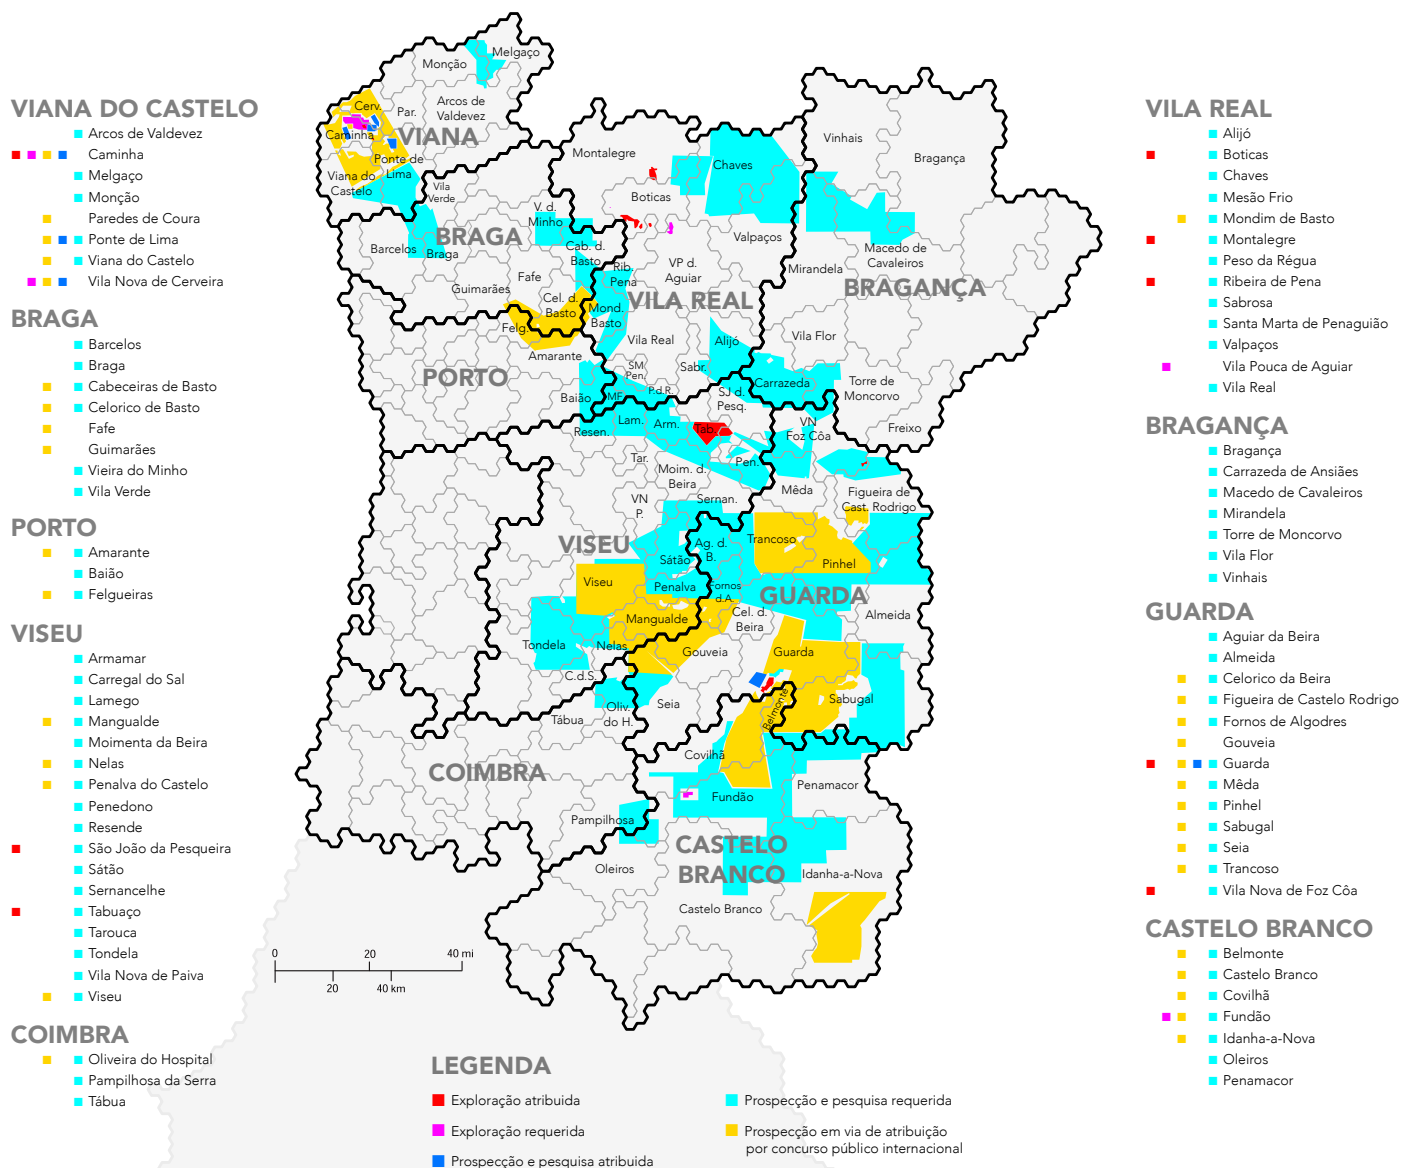 VIANA DO CASTELO
Arcos de Valdevez
Caminha
Melgaço
Monção
Paredes de Coura
Ponte de Lima
Viana do Castelo
Vila Nova de Cerveira
BRAGA
Barcelos
Braga
Cabeceiras de Basto
Celorico de Basto
Fafe
Guimarães
Vieira do Minho
Vila Verde
PORTO
Amarante
Baião
Felgueiras
VISEU
Armamar
Carregal do Sal
Lamego
Mangualde
Moimenta da Beira
Nelas
Penalva do Castelo
Penedono
Resende
São João da Pesqueira
Sátão
Sernancelhe
Tabuaço
Tarouca
Tondela
Vila Nova de Paiva
Viseu
COIMBRA
Oliveira do Hospital
Pampilhosa da Serra
Tábua
Melgaço
Monção
Arcos de
Valdevez
Par.
Cerv.
Caminha
VIANA
Ponte de
Lima
Viana do
Castelo
Vila
Verde
V. d.
Minho
BRAGA
Barcelos
Braga
Cab. d.
Basto
Fafe
Guimarães
Cel. d.
Basto
Felg.
Amarante
PORTO
Baião
Montalegre
Boticas
Chaves
Valpaços
VP d.
Aguiar
Rib.
Pena
VILA REAL
Mond.
Basto
Vila Real
Alijó
Sabr.
SM
Pen.
P.d.R.
MF
Vinhais
Bragança
Macedo de
Cavaleiros
Mirandela
BRAGANÇA
Vila Flor
Carrazeda
Torre de
Moncorvo
Freixo
SJ d.
Pesq.
Resen.
Lam.
Arm.
Tab.
Tar.
Moim. d.
Beira
Pen.
Sernan.
VN
P.
VISEU
Sátão
Viseu
Penalva
Mangualde
Tondela
Nelas
C.d.S.
VN
Foz Côa
Mêda
Figueira de
Cast. Rodrigo
Trancoso
Ag. d.
B.
Pinhel
Fornos
d.A.
GUARDA
Cel. d.
Beira
Almeida
Gouveia
Guarda
Seia
Sabugal
Oliv.
do H.
Tábua
COIMBRA
Pampilhosa
Belmonte
Covilhã
Fundão
Penamacor
CASTELO
BRANCO
Oleiros
Idanha-a-Nova
Castelo Branco
0
20
40 mi
20
40 km
LEGENDA
Exploração atribuida
Exploração requerida
Prospecção e pesquisa atribuida
Prospecção e pesquisa requerida
Prospecção em via de atribuição
por concurso público internacional
VILA REAL
Alijó
Boticas
Chaves
Mesão Frio
Mondim de Basto
Montalegre
Peso da Régua
Ribeira de Pena
Sabrosa
Santa Marta de Penaguião
Valpaços
Vila Pouca de Aguiar
Vila Real
BRAGANÇA
Bragança
Carrazeda de Ansiães
Macedo de Cavaleiros
Mirandela
Torre de Moncorvo
Vila Flor
Vinhais
GUARDA
Aguiar da Beira
Almeida
Celorico da Beira
Figueira de Castelo Rodrigo
Fornos de Algodres
Gouveia
Guarda
Mêda
Pinhel
Sabugal
Seia
Trancoso
Vila Nova de Foz Côa
CASTELO BRANCO
Belmonte
Castelo Branco
Covilhã
Fundão
Idanha-a-Nova
Oleiros
Penamacor